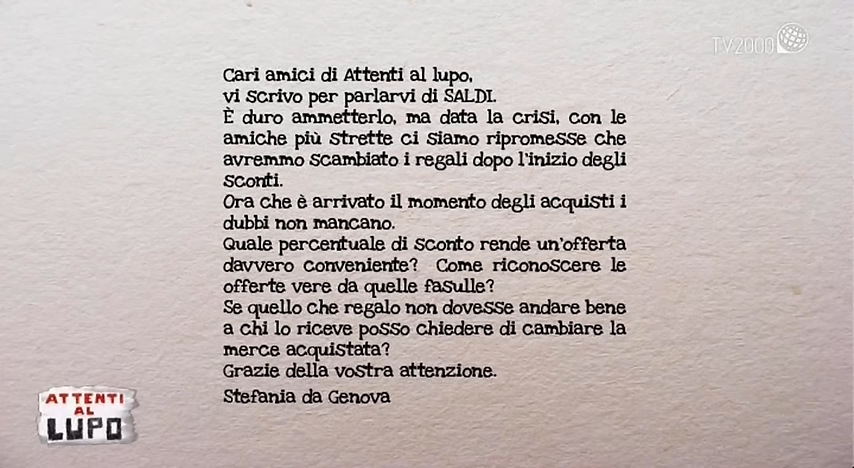 TV2000
Cari amici di Attenti al lupo,
vi scrivo per parlarvi di SALDI.
È duro ammetterlo, ma data la crisi, con le
amiche più strette ci siamo ripromesse che
avremmo scambiato i regali dopo l'inizio degli
sconti.
Ora che è arrivato il momento degli acquisti i
dubbi non mancano.
Quale percentuale di sconto rende un'offerta
davvero conveniente? Come riconoscere le
offerte vere da quelle fasulle?
Se quello che regalo non dovesse andare bene
a chi lo riceve posso chiedere di cambiare la
merce acquistata?
Grazie della vostra attenzione.
Stefania da Genova
ATTENTI
AL
LUPO